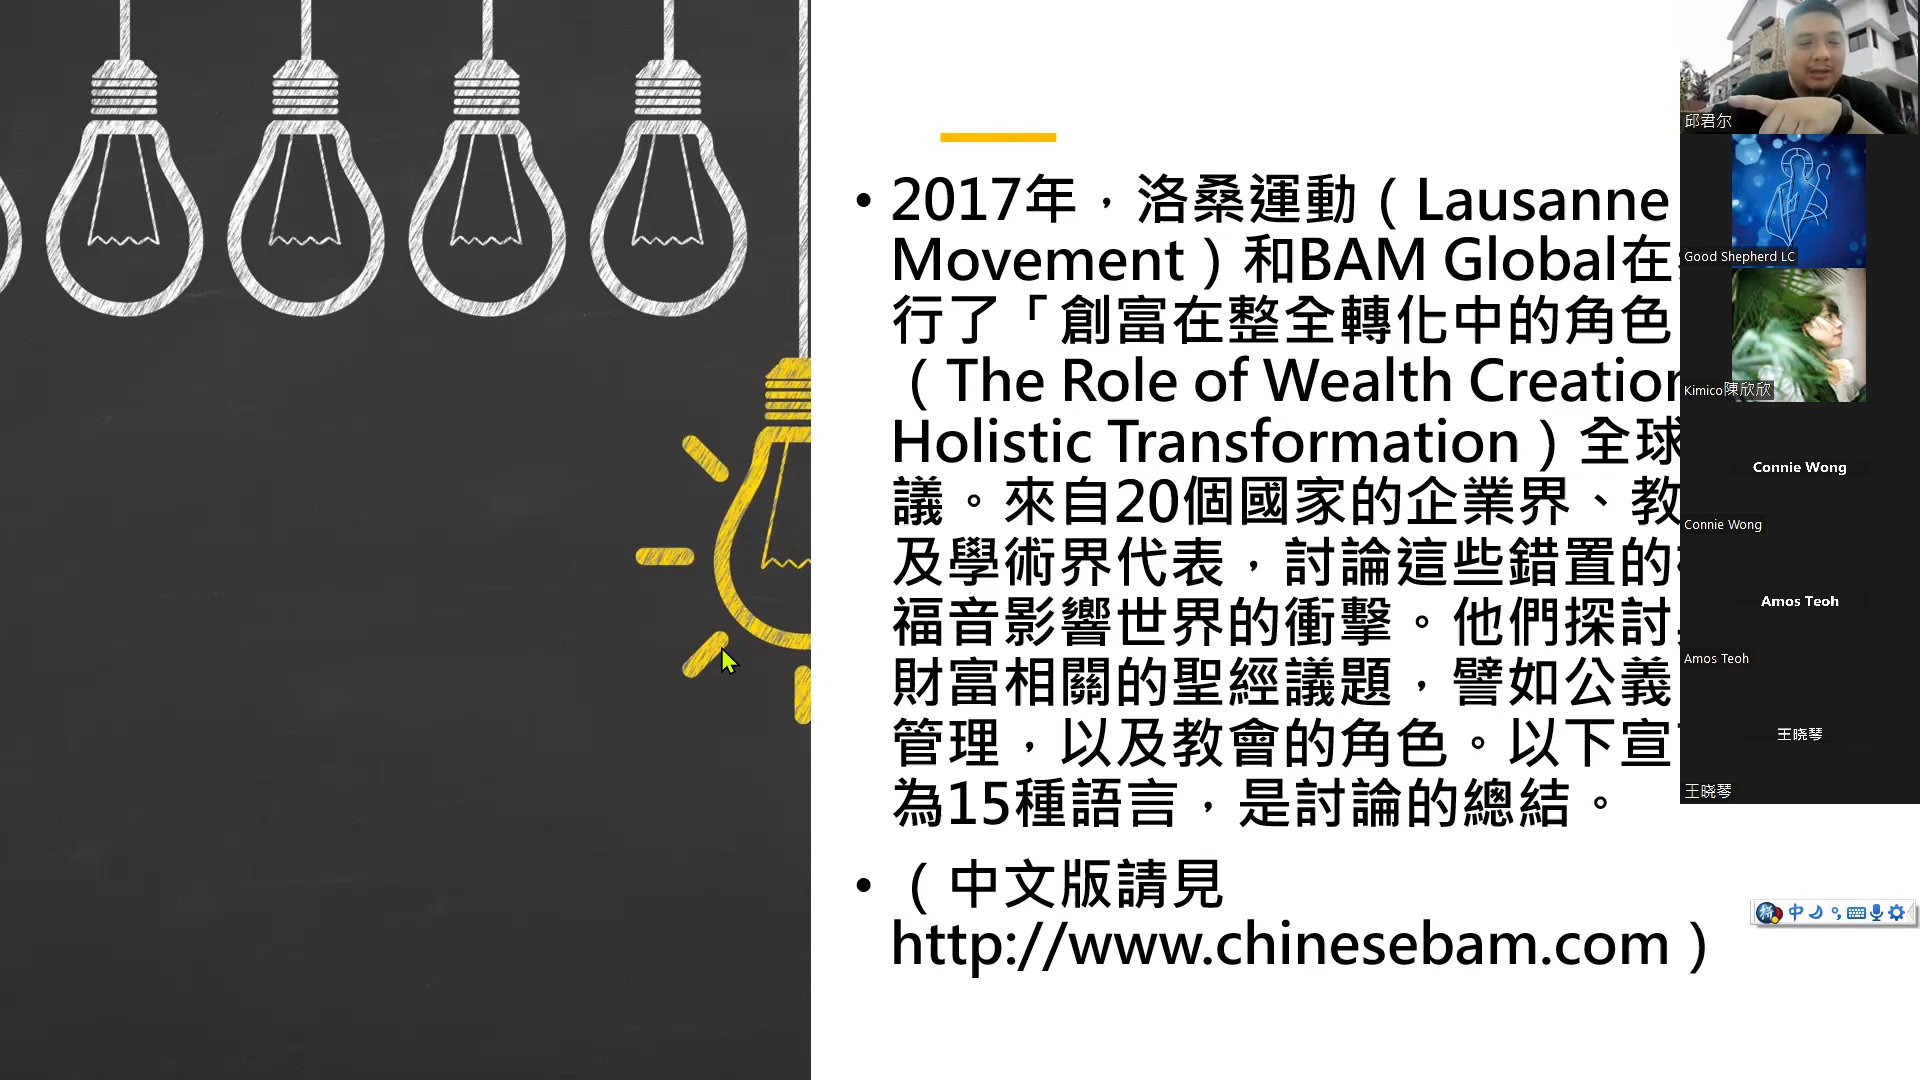 • 2017年，洛桑運動（Lausanne
Movement）和BAM Global在
行了「創富在整全轉化中的角色
（The Role of Wealth Creation
Holistic Transformation）全球
議。來自20個國家的企業界、教
及學術界代表，討論這些錯置的
福音影響世界的衝擊。他們探討
財富相關的聖經議題，譬如公義
管理，以及教會的角色。以下宣
為15種語言，是討論的總結。
• （中文版請見
http://www.chinesebam.com）
邱君尔
Good Shepherd LC
Kimico陳欣欣
Connie Wong
Connie Wong
Amos Teoh
Amos Teoh
王晓琴
王晓琴
拼 中